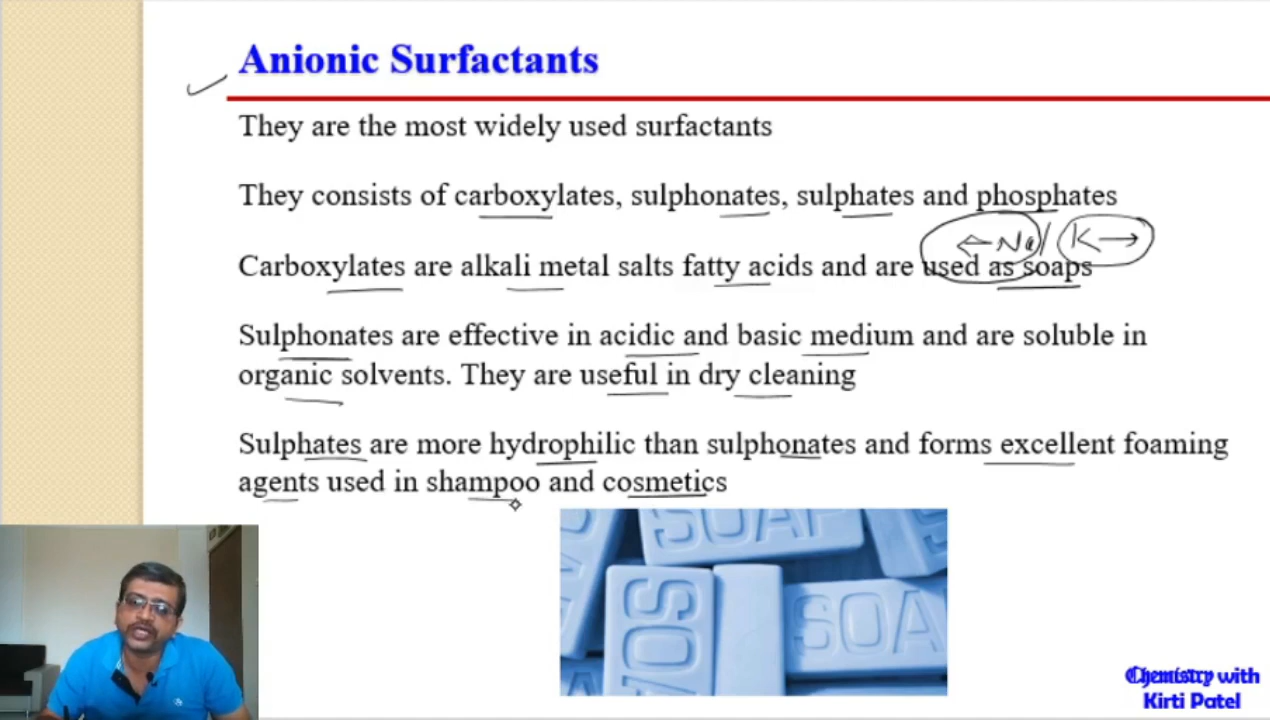 Anionic Surfactants
They are the most widely used surfactants
They consists of carboxylates, sulphonates, sulphates and phosphates
←Na/ K→
Carboxylates are alkali metal salts fatty acids and are used as soaps
Sulphonates are effective in acidic and basic medium and are soluble in
organic solvents. They are useful in dry cleaning
Sulphates are more hydrophilic than sulphonates and forms excellent foaming
agents used in shampoo and cosmetics
SOAP
SOAP
SOA
Chemistry with
Kirti Patel